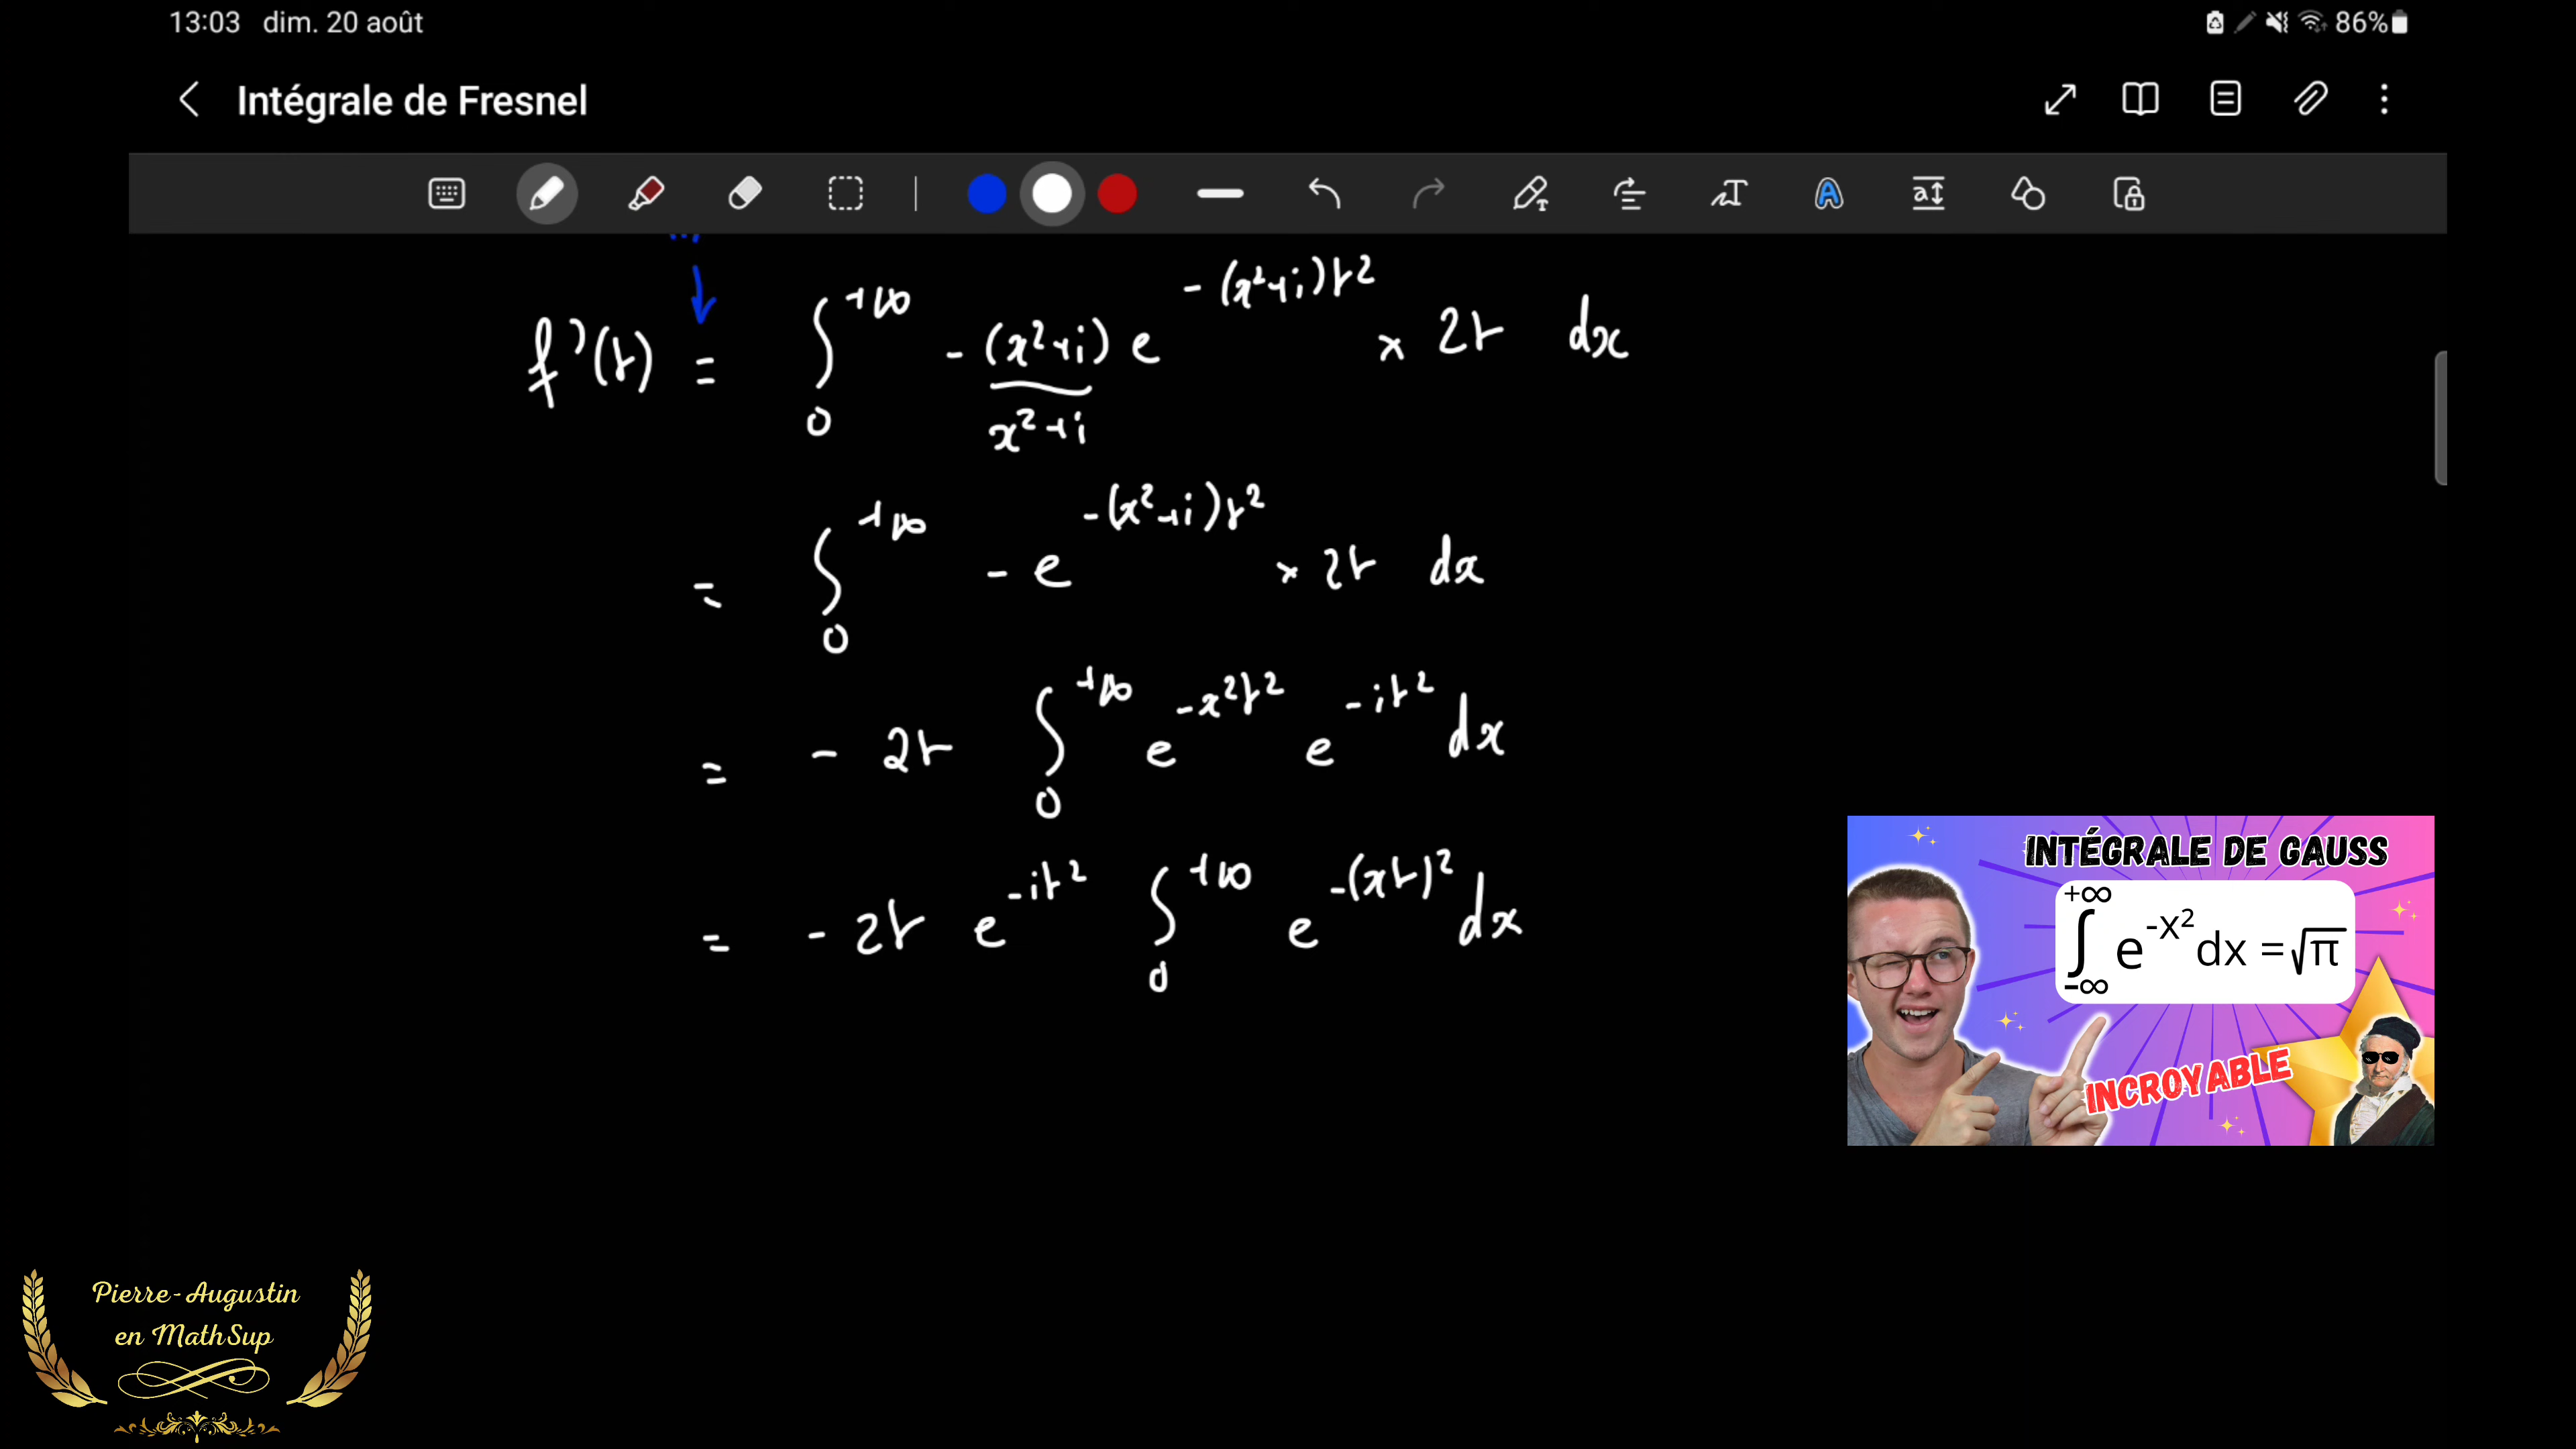 13:03 dim. 20 août 86%
Intégrale de Fresnel
f'(t) = ∫₀^{+∞} -(x²+i)/(x²+i) e^{-(x²+i)t²} × 2t dx
= ∫₀^{+∞} - e^{-(x²+i)t²} × 2t dx
= - 2t ∫₀^{+∞} e^{-x²t²} e^{-it²} dx
= - 2t e^{-it²} ∫₀^{+∞} e^{-(xt)²} dx
INTÉGRALE DE GAUSS
∫_{-∞}^{+∞} e^{-x²} dx = √π
INCROYABLE
Pierre-Augustin
en MathSup